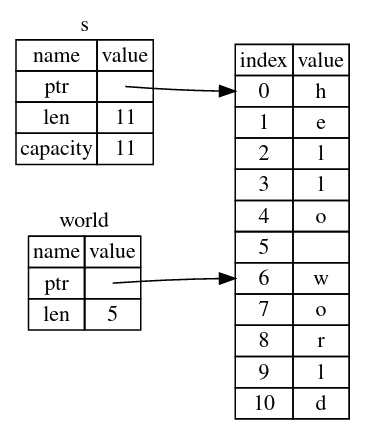 s
name value
ptr
len 11
capacity 11
world
name value
ptr
len 5
index value
0 h
1 e
2 l
3 l
4 o
5
6 w
7 o
8 r
9 l
10 d